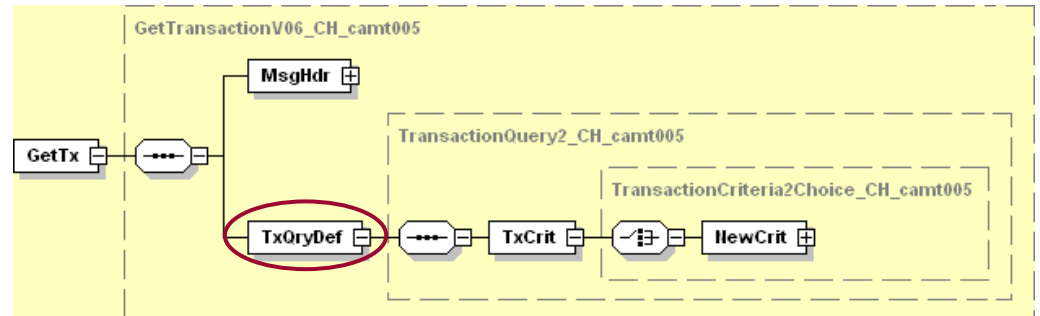 GetTransactionV06_CH_camt005
MsgHdr
TransactionQuery2_CH_camt005
GetTx
TransactionCriteria2Choice_CH_camt005
TxQryDef
TxCrit
NewCrit